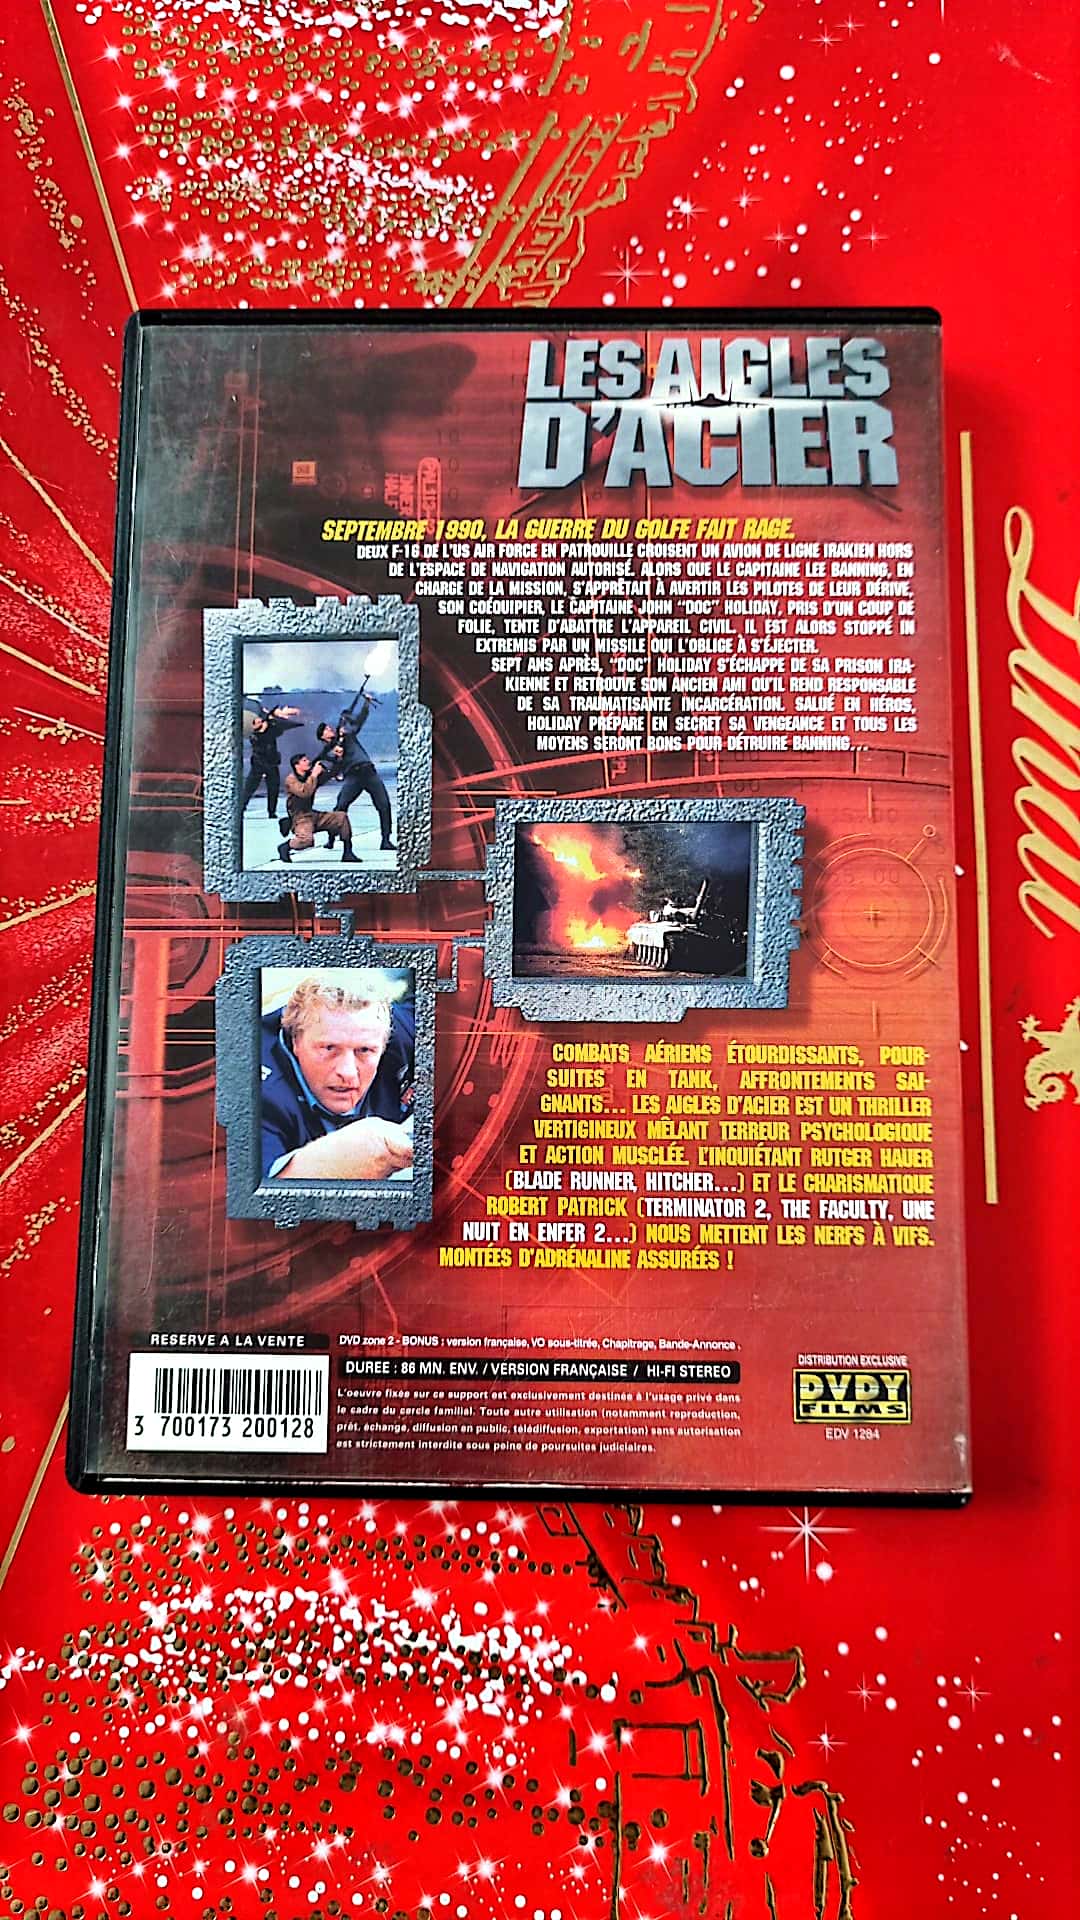 LES AIGLES
D'ACIER
SEPTEMBRE 1990, LA GUERRE DU GOLFE FAIT RAGE.
DEUX F-16 DE L'US AIR FORCE EN PATROUILLE CROISENT UN AVION DE LIGNE IRAKIEN HORS
DE L'ESPACE DE NAVIGATION AUTORISÉ. ALORS QUE LE CAPITAINE LEE BANNING, EN
CHARGE DE LA MISSION, S'APPRÊTAIT À AVERTIR LES PILOTES DE LEUR DÉRIVE,
SON COÉQUIPIER, LE CAPITAINE JOHN “DOC” HOLIDAY, PRIS D'UN COUP DE
FOLIE, TENTE D'ABATTRE L'APPAREIL CIVIL. IL EST ALORS STOPPÉ IN
EXTREMIS PAR UN MISSILE QUI L'OBLIGE À S'ÉJECTER.
SEPT ANS APRÈS, “DOC” HOLIDAY S'ÉCHAPPE DE SA PRISON IRA-
KIENNE ET RETROUVE SON ANCIEN AMI QU'IL REND RESPONSABLE
DE SA TRAUMATISANTE INCARCÉRATION. SALUÉ EN HÉROS,
HOLIDAY PRÉPARE EN SECRET SA VENGEANCE ET TOUS LES
MOYENS SERONT BONS POUR DÉTRUIRE BANNING...
COMBATS AÉRIENS ÉTOURDISSANTS, POUR-
SUITES EN TANK, AFFRONTEMENTS SAI-
GNANTS... LES AIGLES D'ACIER EST UN THRILLER
VERTIGINEUX MÊLANT TERREUR PSYCHOLOGIQUE
ET ACTION MUSCLÉE. L'INQUIÉTANT RUTGER HAUER
(BLADE RUNNER, HITCHER...) ET LE CHARISMATIQUE
ROBERT PATRICK (TERMINATOR 2, THE FACULTY, UNE
NUIT EN ENFER 2...) NOUS METTENT LES NERFS À VIFS.
MONTÉES D'ADRÉNALINE ASSURÉES !
RESERVE A LA VENTE
3 700173 200128
DVD zone 2 - BONUS : version française, VO sous-titrée, Chapitrage, Bande-Annonce .
DUREE : 86 MN. ENV. / VERSION FRANÇAISE / HI-FI STEREO
L'oeuvre fixée sur ce support est exclusivement destinée à l'usage privé dans
le cadre du cercle familial. Toute autre utilisation (notamment reproduction,
prêt, échange, diffusion en public, télédiffusion, exportation) sans autorisation
est strictement interdite sous peine de poursuites judiciaires.
DISTRIBUTION EXCLUSIVE
DVDY
FILMS
EDV 1284
Lindt